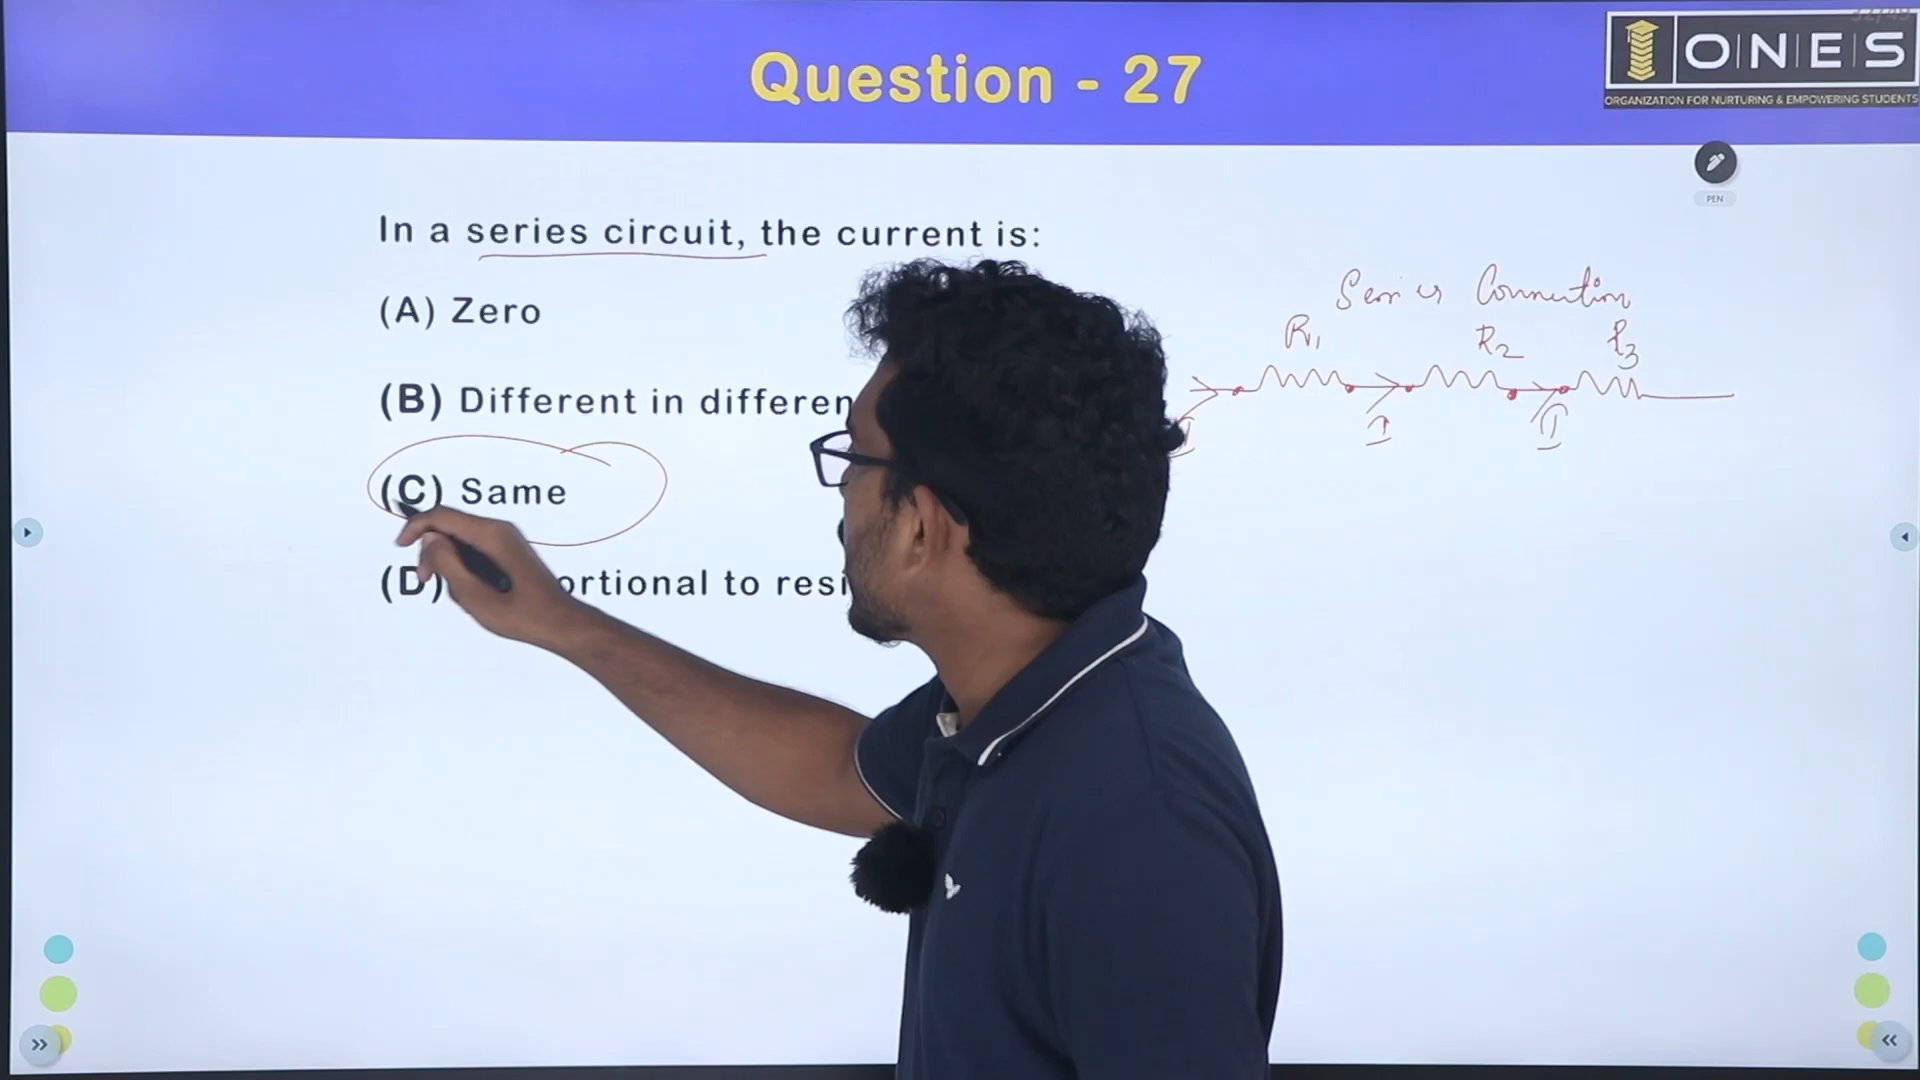 Question - 27
ONES
ORGANIZATION FOR NURTURING & EMPOWERING STUDENTS
PEN
In a series circuit, the current is:
(A) Zero
(B) Different in differen
(C) Same
(D) ortional to resi
Series Connection
R1 R2 R3
I I I